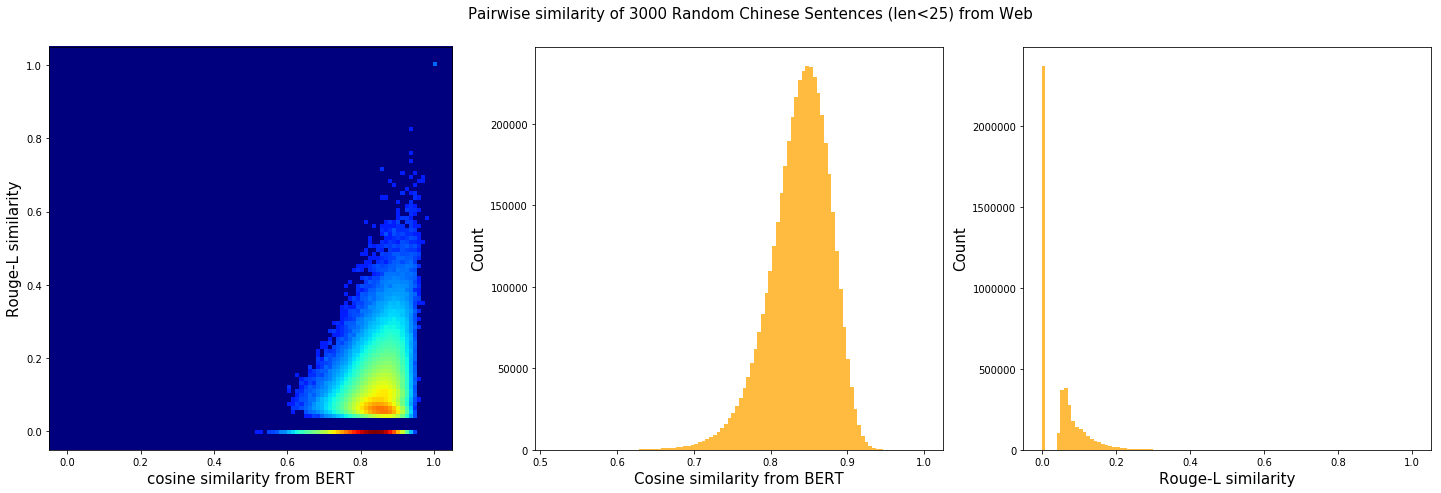 Pairwise similarity of 3000 Random Chinese Sentences (len<25) from Web
Rouge-L similarity
1.0
0.8
0.6
0.4
0.2
0.0
0.0 0.2 0.4 0.6 0.8 1.0
cosine similarity from BERT
Count
200000
150000
100000
50000
0
0.5 0.6 0.7 0.8 0.9 1.0
Cosine similarity from BERT
Count
2000000
1500000
1000000
500000
0
0.0 0.2 0.4 0.6 0.8 1.0
Rouge-L similarity